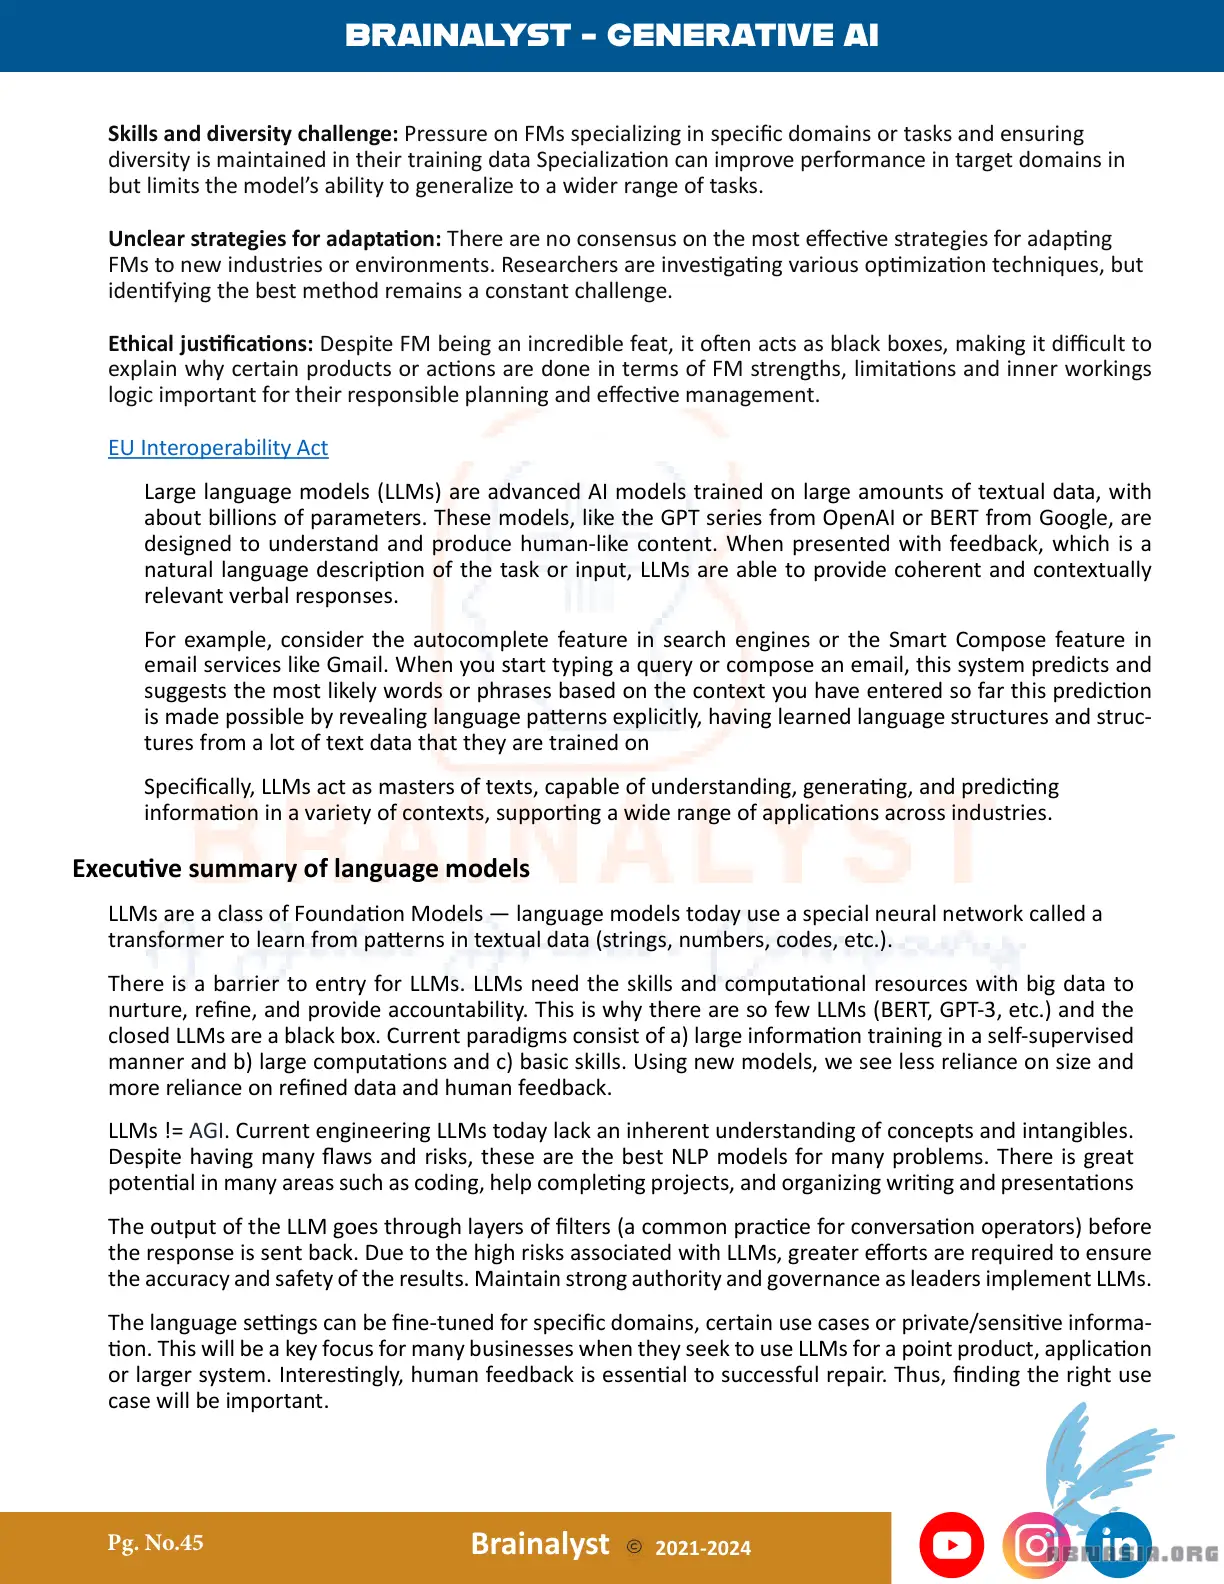 BRAINALYST - GENERATIVE AI
Skills and diversity challenge: Pressure on FMs specializing in specific domains or tasks and ensuring
diversity is maintained in their training data Specialization can improve performance in target domains in
but limits the model's ability to generalize to a wider range of tasks.
Unclear strategies for adaptation: There are no consensus on the most effective strategies for adapting
FMs to new industries or environments. Researchers are investigating various optimization techniques, but
identifying the best method remains a constant challenge.
Ethical justifications: Despite FM being an incredible feat, it often acts as black boxes, making it difficult to
explain why certain products or actions are done in terms of FM strengths, limitations and inner workings
logic important for their responsible planning and effective management.
EU Interoperability Act
Large language models (LLMs) are advanced AI models trained on large amounts of textual data, with
about billions of parameters. These models, like the GPT series from OpenAI or BERT from Google, are
designed to understand and produce human-like content. When presented with feedback, which is a
natural language description of the task or input, LLMs are able to provide coherent and contextually
relevant verbal responses.
For example, consider the autocomplete feature in search engines or the Smart Compose feature in
email services like Gmail. When you start typing a query or compose an email, this system predicts and
suggests the most likely words or phrases based on the context you have entered so far this prediction
is made possible by revealing language patterns explicitly, having learned language structures and struc-
tures from a lot of text data that they are trained on
Specifically, LLMs act as masters of texts, capable of understanding, generating, and predicting
information in a variety of contexts, supporting a wide range of applications across industries.
BRAINALYST
Executive summary of language models
LLMs are a class of Foundation Models — language models today use a special neural network called a
transformer to learn from patterns in textual data (strings, numbers, codes, etc.).
There is a barrier to entry for LLMs. LLMs need the skills and computational resources with big data to
nurture, refine, and provide accountability. This is why there are so few LLMs (BERT, GPT-3, etc.) and the
closed LLMs are a black box. Current paradigms consist of a) large information training in a self-supervised
manner and b) large computations and c) basic skills. Using new models, we see less reliance on size and
more reliance on refined data and human feedback.
LLMs != AGI. Current engineering LLMs today lack an inherent understanding of concepts and intangibles.
Despite having many flaws and risks, these are the best NLP models for many problems. There is great
potential in many areas such as coding, help completing projects, and organizing writing and presentations
The output of the LLM goes through layers of filters (a common practice for conversation operators) before
the response is sent back. Due to the high risks associated with LLMs, greater efforts are required to ensure
the accuracy and safety of the results. Maintain strong authority and governance as leaders implement LLMs.
The language settings can be fine-tuned for specific domains, certain use cases or private/sensitive informa-
tion. This will be a key focus for many businesses when they seek to use LLMs for a point product, application
or larger system. Interestingly, human feedback is essential to successful repair. Thus, finding the right use
case will be important.
Pg. No.45
Brainalyst © 2021-2024
in